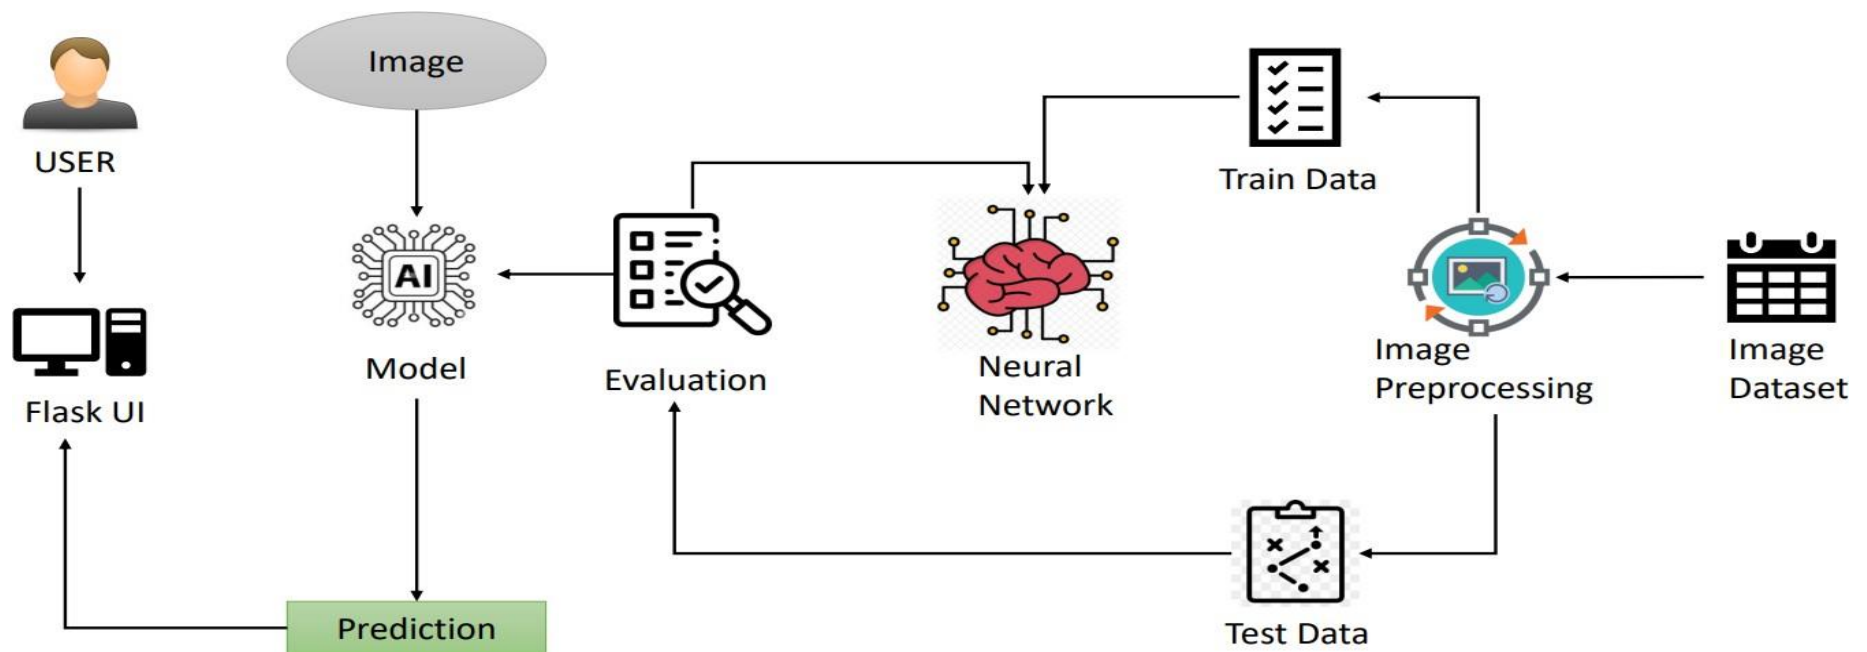 Image
USER
Train Data
AI
Model
Evaluation
Neural
Network
Image
Preprocessing
Image
Dataset
Flask UI
Prediction
Test Data